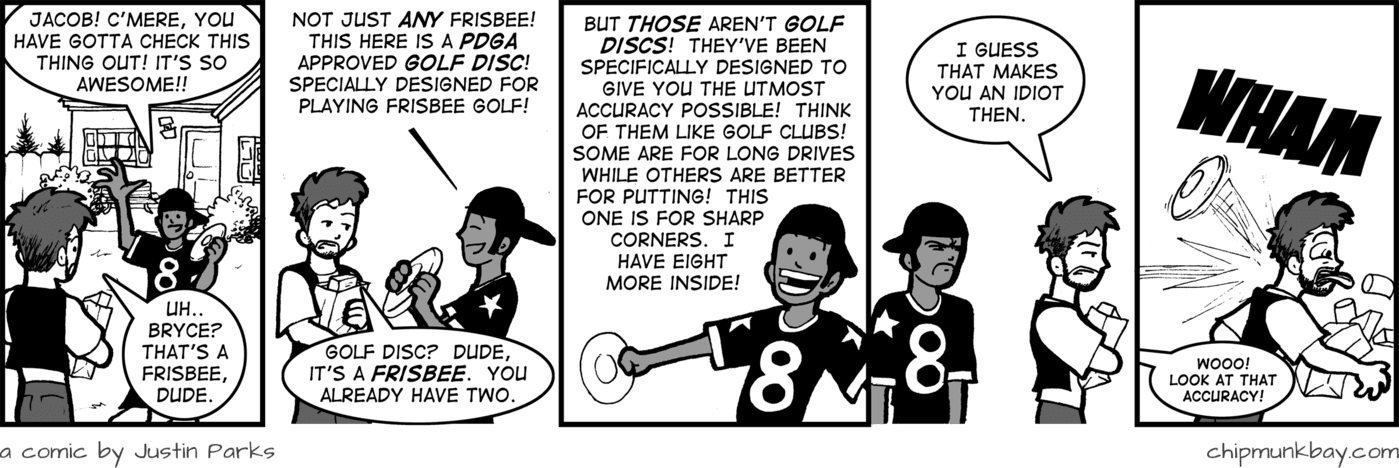 JACOB! C'MERE, YOU
HAVE GOTTA CHECK THIS
THING OUT! IT'S SO
AWESOME!!
8
UH..
BRYCE?
THAT'S A
FRISBEE,
DUDE.
NOT JUST ANY FRISBEE!
THIS HERE IS A PDGA
APPROVED GOLF DISC!
SPECIALLY DESIGNED FOR
PLAYING FRISBEE GOLF!
GOLF DISC? DUDE,
IT'S A FRISBEE. YOU
ALREADY HAVE TWO.
BUT THOSE AREN'T GOLF
DISCS! THEY'VE BEEN
SPECIFICALLY DESIGNED TO
GIVE YOU THE UTMOST
ACCURACY POSSIBLE! THINK
OF THEM LIKE GOLF CLUBS!
SOME ARE FOR LONG DRIVES
WHILE OTHERS ARE BETTER
FOR PUTTING! THIS
ONE IS FOR SHARP
CORNERS. I
HAVE EIGHT
MORE INSIDE!
8
I GUESS
THAT MAKES
YOU AN IDIOT
THEN.
8
WHAM
WOOO!
LOOK AT THAT
ACCURACY!
a comic by Justin Parks
chipmunkbay.com